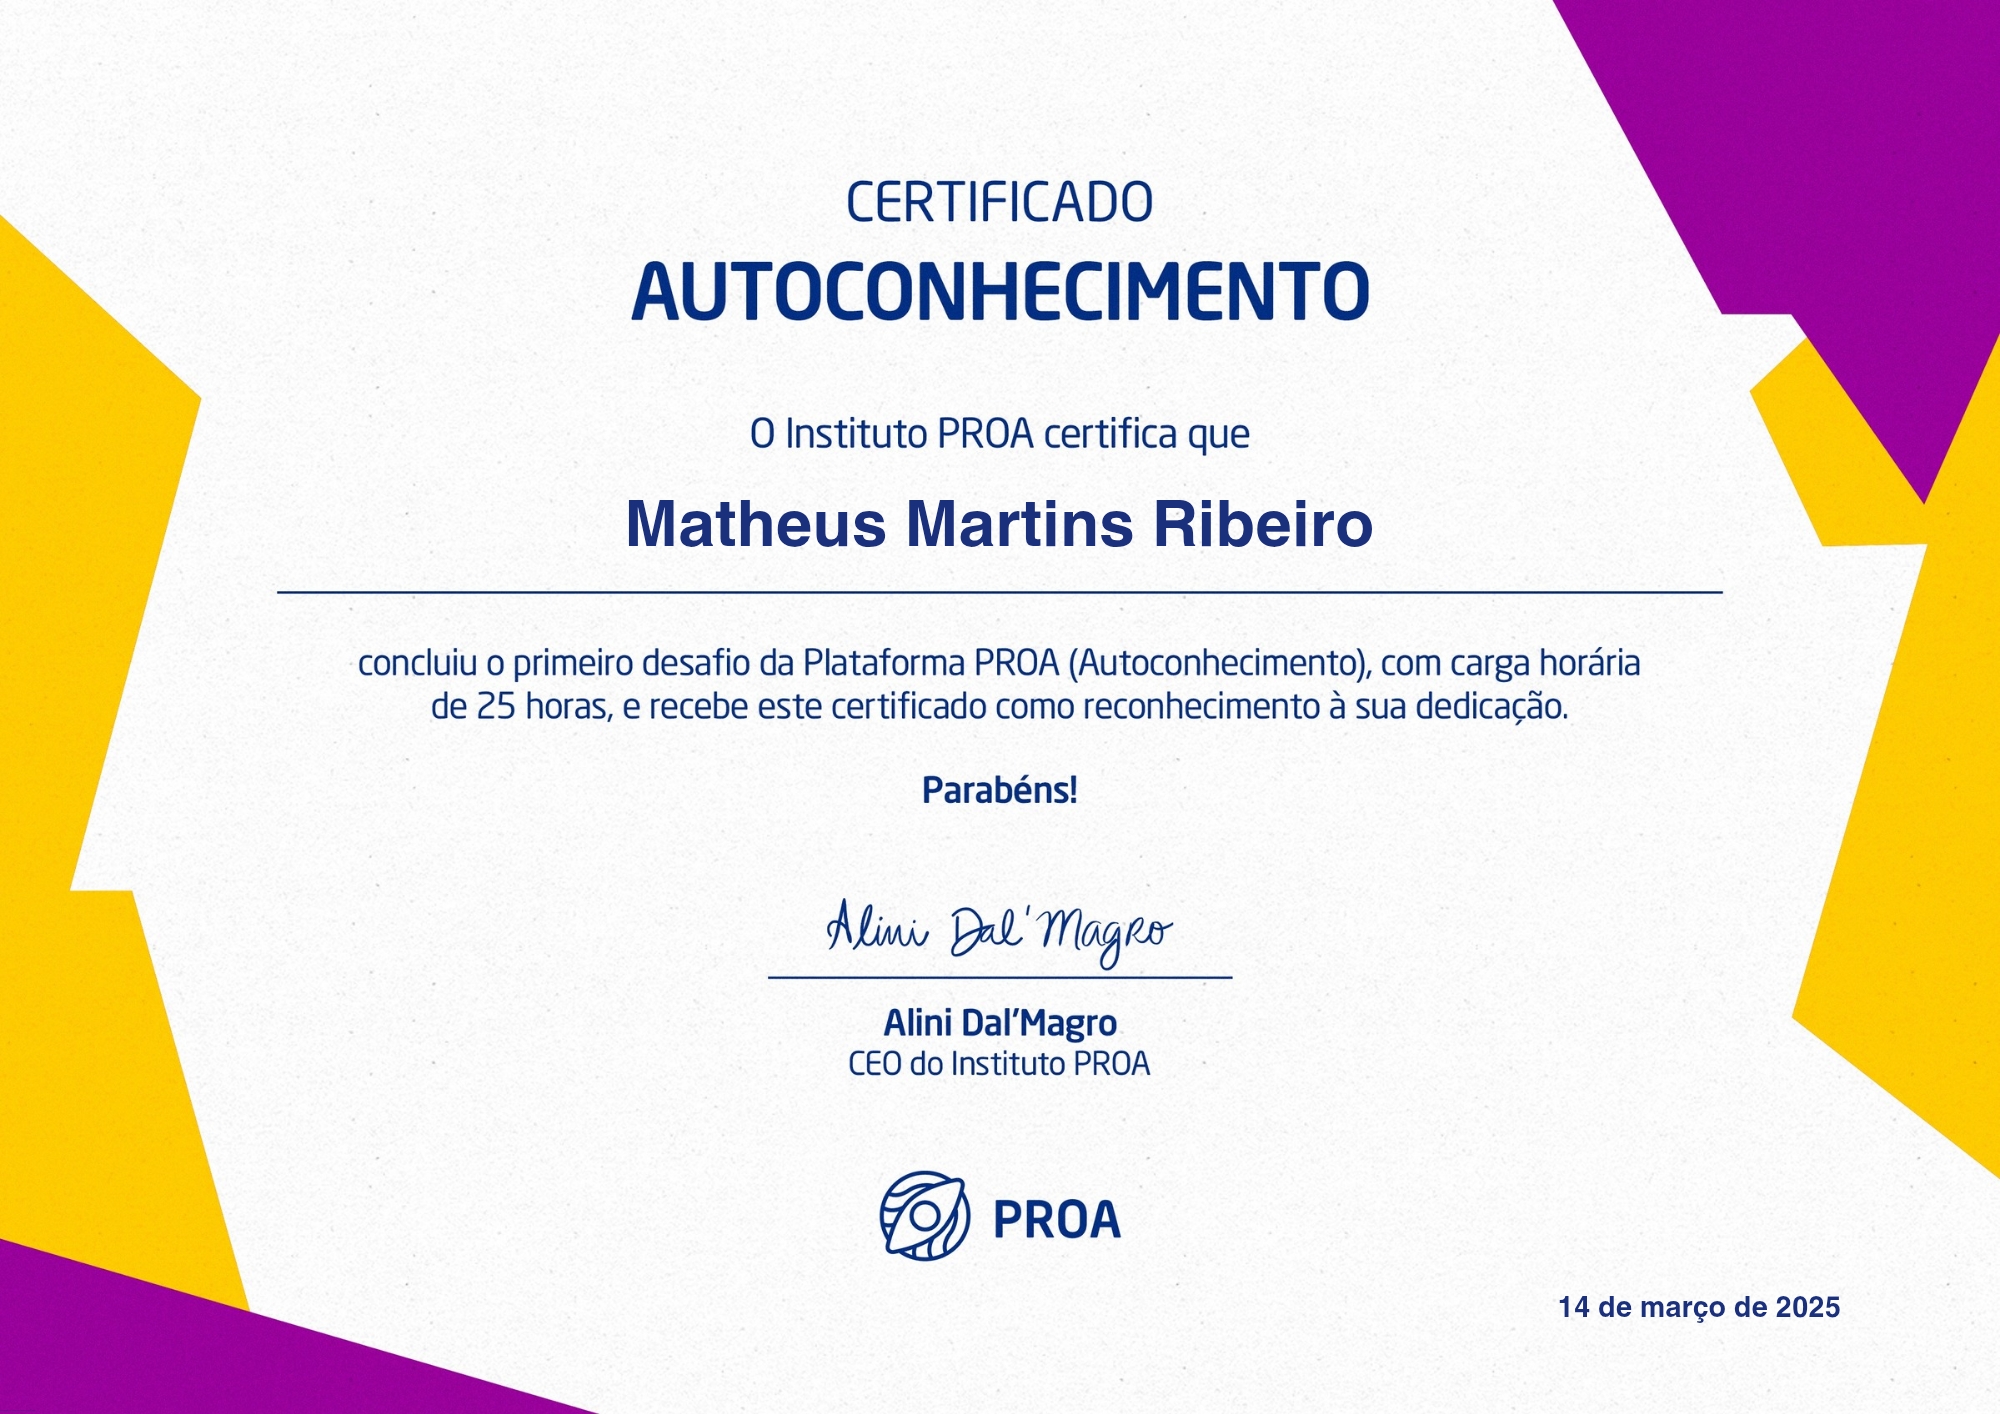 CERTIFICADO
AUTOCONHECIMENTO
O Instituto PROA certifica que
Matheus Martins Ribeiro
concluiu o primeiro desafio da Plataforma PROA (Autoconhecimento), com carga horária
de 25 horas, e recebe este certificado como reconhecimento à sua dedicação.
Parabéns!
Alini Dal'Magro
Alini Dal’Magro
CEO do Instituto PROA
PROA
14 de março de 2025